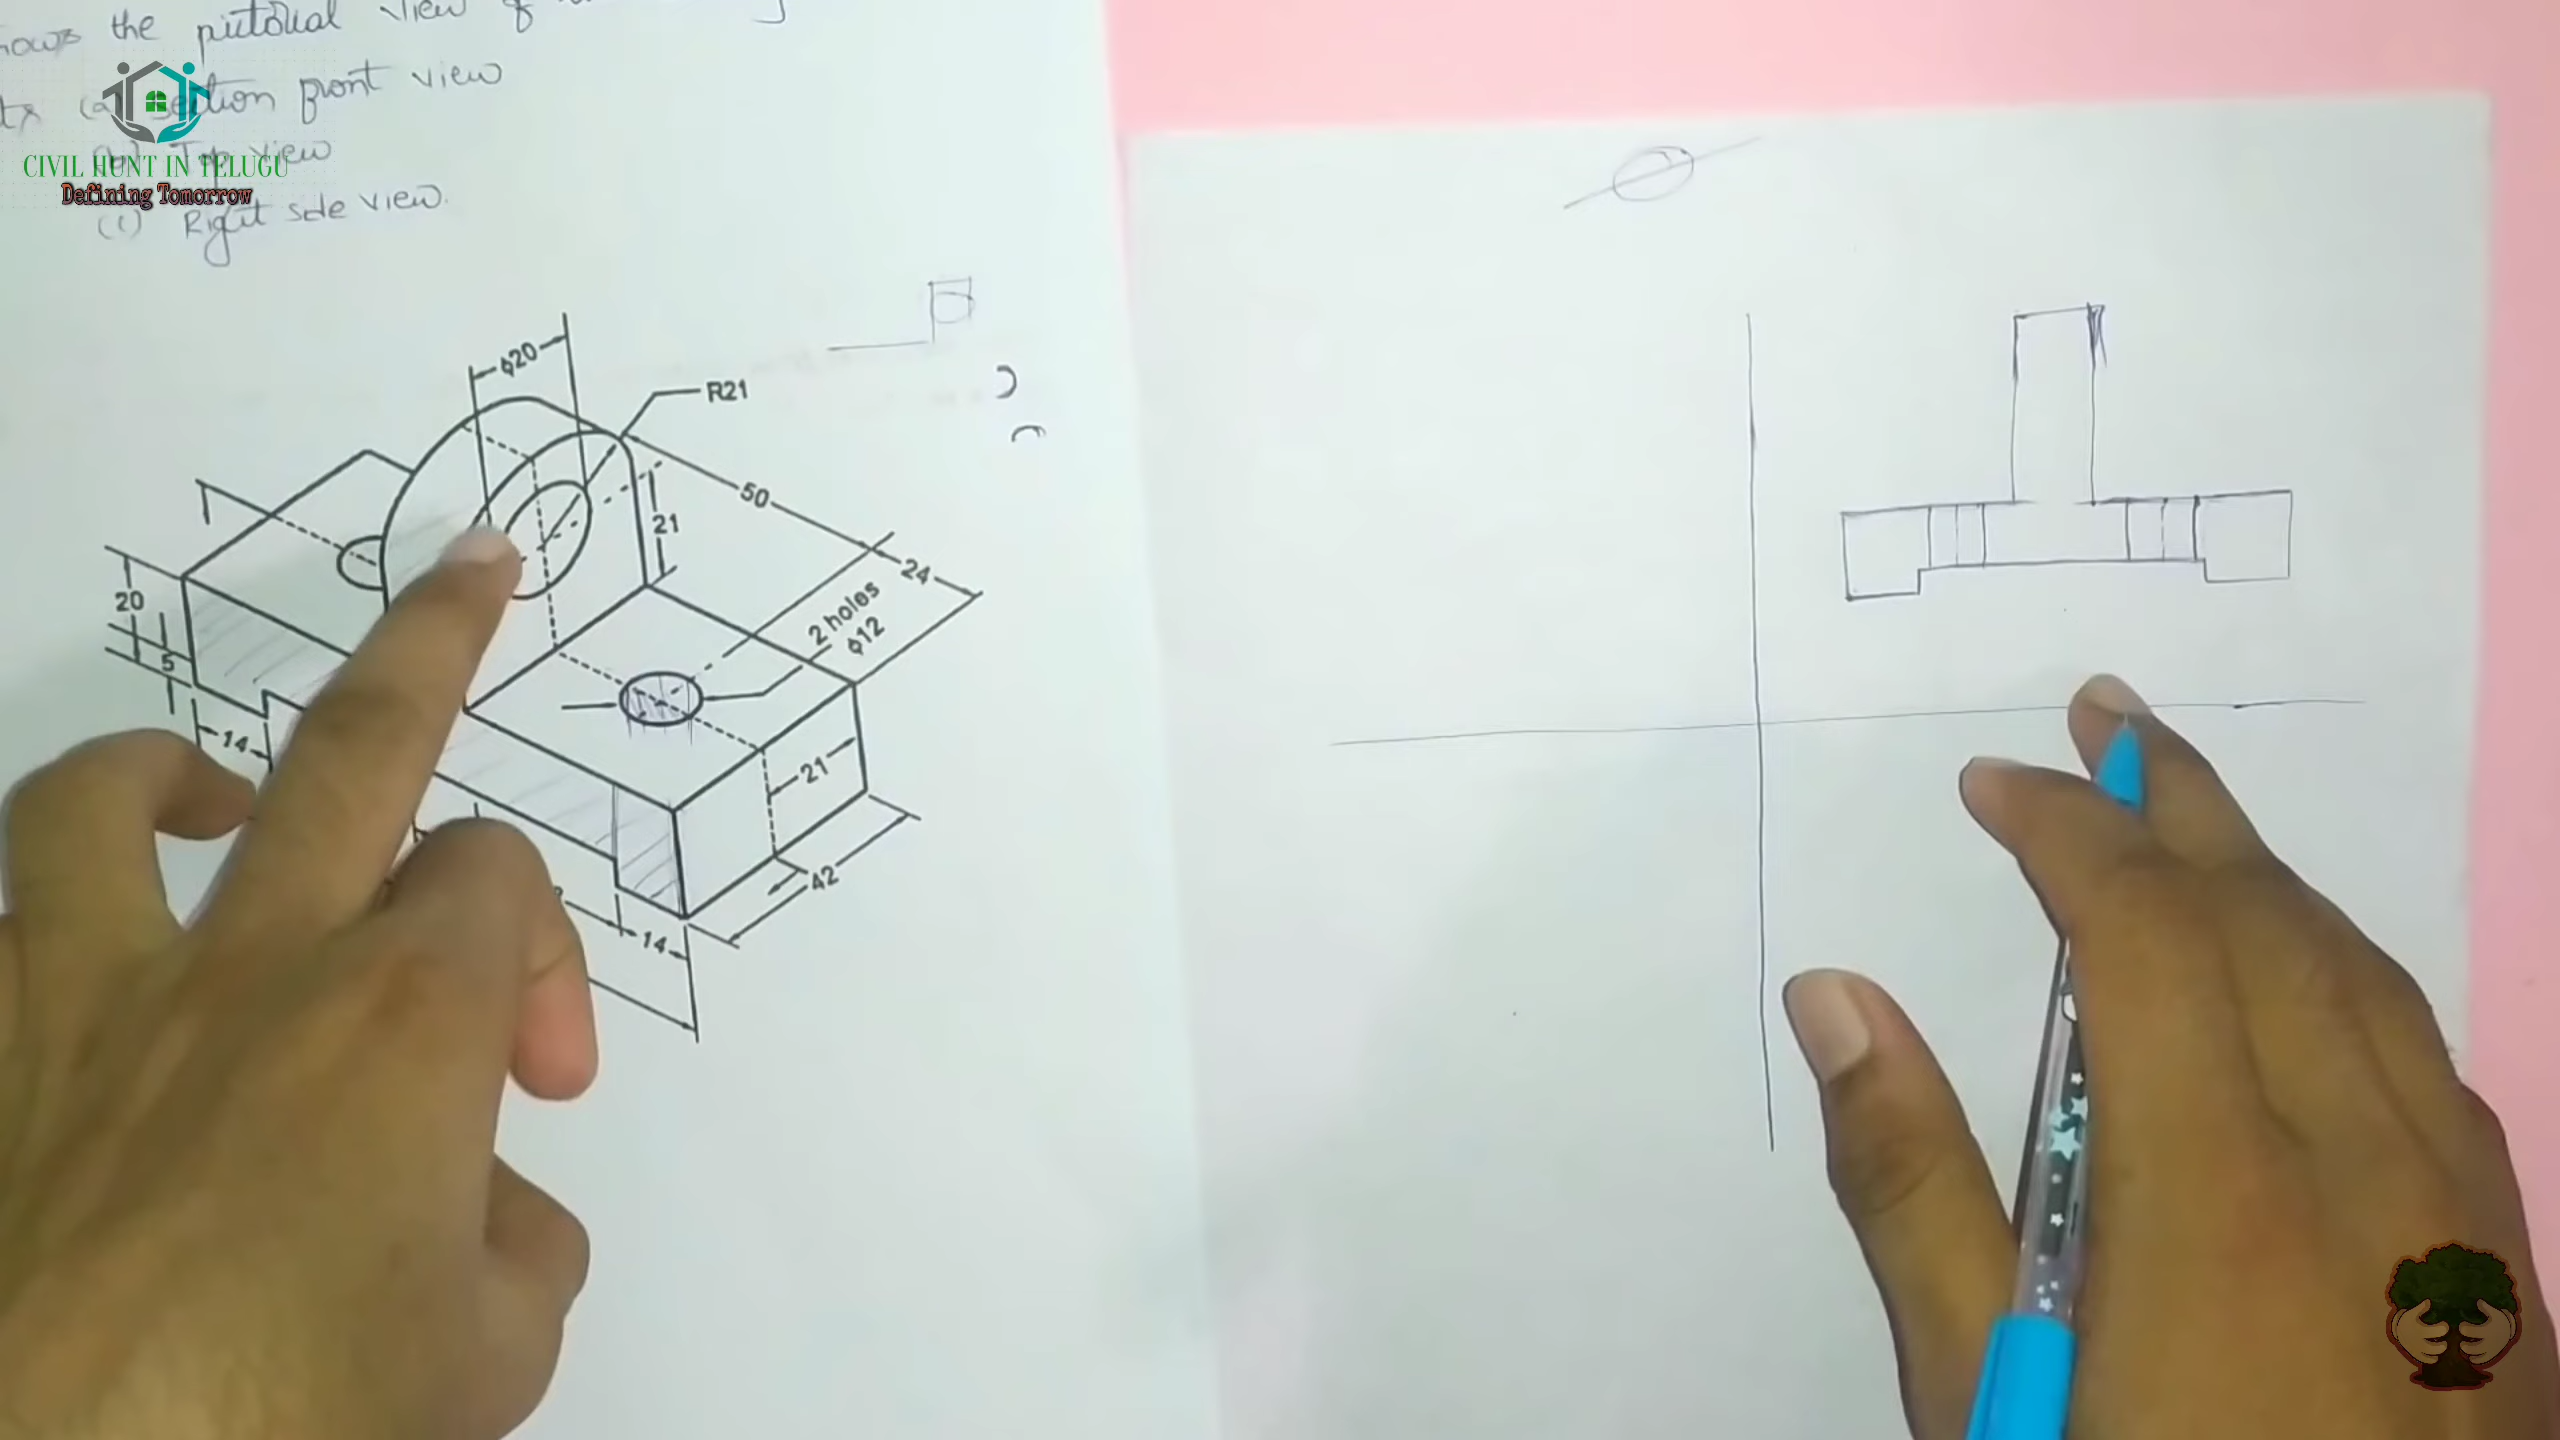 the pictorial view of
(a) section front view
(b) Top view
(c) Right side view.
CIVIL HUNT IN TELUGU
Defining Tomorrow
ϕ20
R21
50
21
24
2 holes
ϕ12
20
5
14
21
42
14